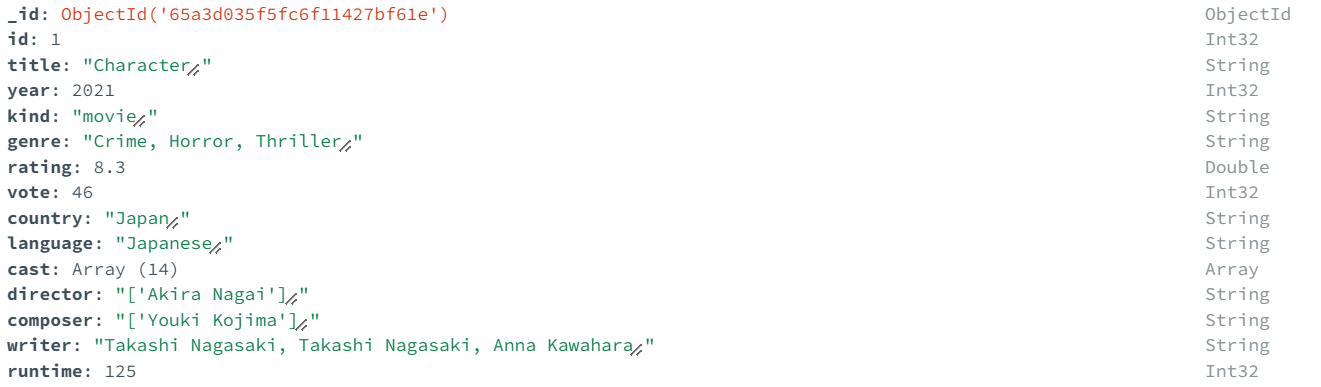 _id: ObjectId('65a3d035f5fc6f11427bf61e') ObjectId
id: 1 Int32
title: "Character" String
year: 2021 Int32
kind: "movie" String
genre: "Crime, Horror, Thriller" String
rating: 8.3 Double
vote: 46 Int32
country: "Japan" String
language: "Japanese" String
cast: Array (14) Array
director: "['Akira Nagai']" String
composer: "['Youki Kojima']" String
writer: "Takashi Nagasaki, Takashi Nagasaki, Anna Kawahara" String
runtime: 125 Int32